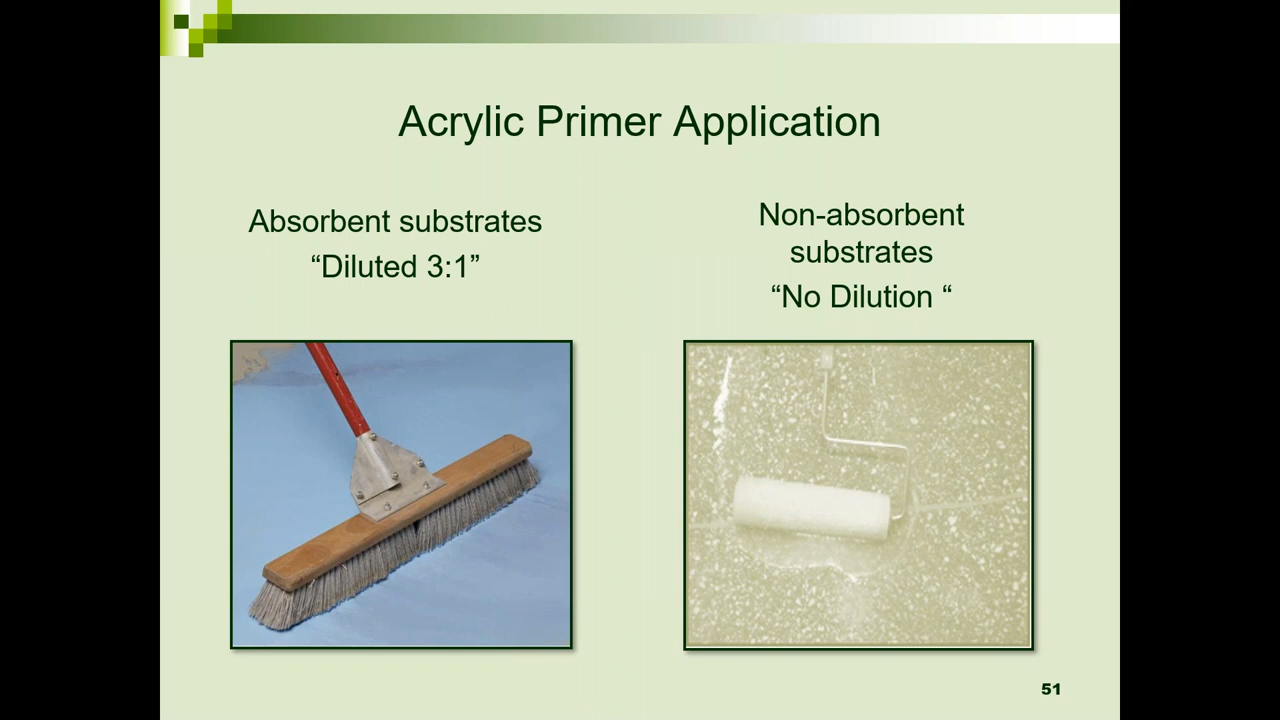 Acrylic Primer Application
Absorbent substrates
“Diluted 3:1”
Non-absorbent
substrates
“No Dilution “
51